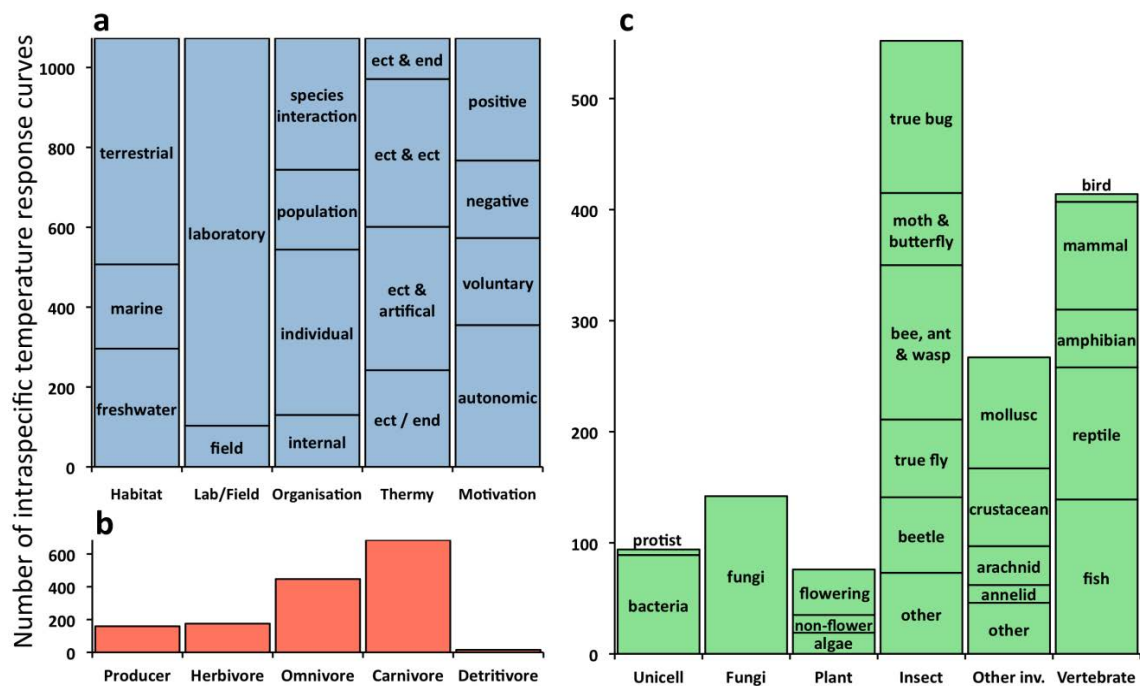 Number of intraspecific temperature response curves
a
1000
800
600
400
200
0
terrestrial
marine
freshwater
laboratory
field
species
interaction
population
individual
internal
ect & end
ect & ect
ect &
artifical
ect / end
positive
negative
voluntary
autonomic
Habitat
Lab/Field
Organisation
Thermy
Motivation
b
600
400
200
0
Producer
Herbivore
Omnivore
Carnivore
Detritivore
c
500
400
300
200
100
0
protist
bacteria
fungi
flowering
non-flower
algae
true bug
moth &
butterfly
bee, ant
& wasp
true fly
beetle
other
mollusc
crustacean
arachnid
annelid
other
bird
mammal
amphibian
reptile
fish
Unicell
Fungi
Plant
Insect
Other inv.
Vertebrate